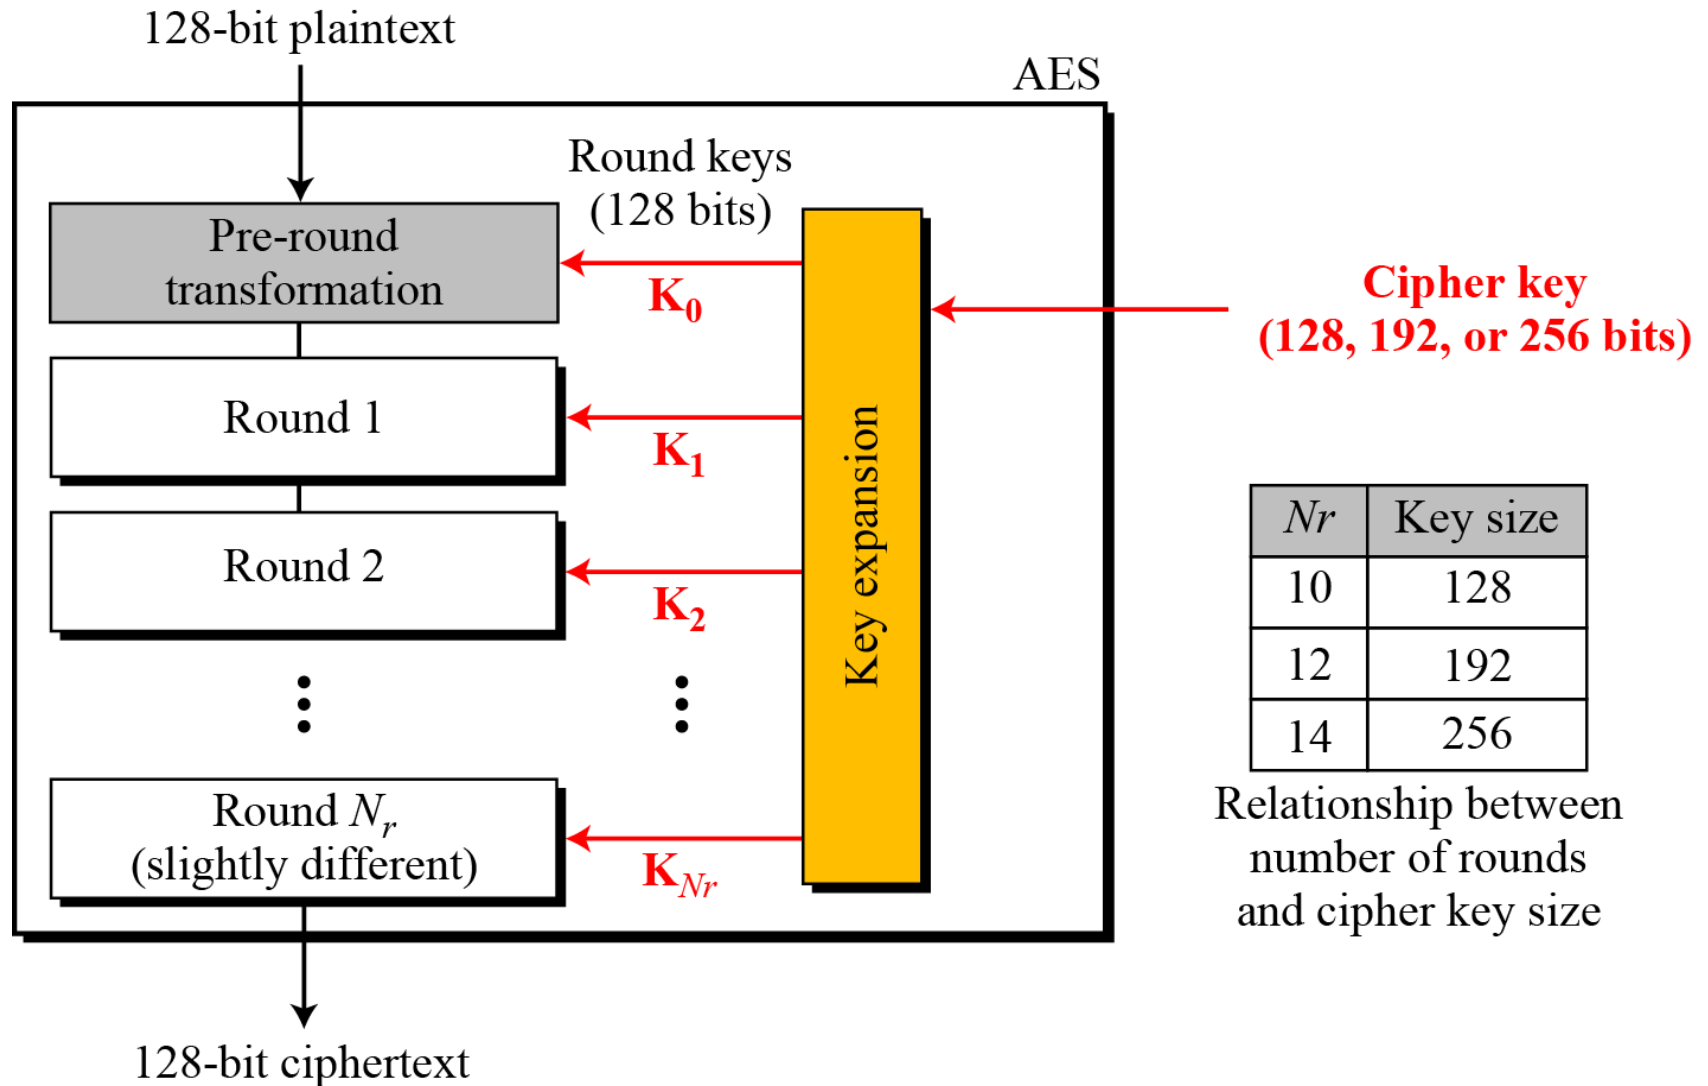 128-bit plaintext
AES
Round keys
(128 bits)
Pre-round
transformation
K0
Cipher key
(128, 192, or 256 bits)
Round 1
K1
Key expansion
Round 2
K2
Nr Key size
10 128
12 192
14 256
Relationship between
number of rounds
and cipher key size
Round Nr
(slightly different)
KNr
128-bit ciphertext